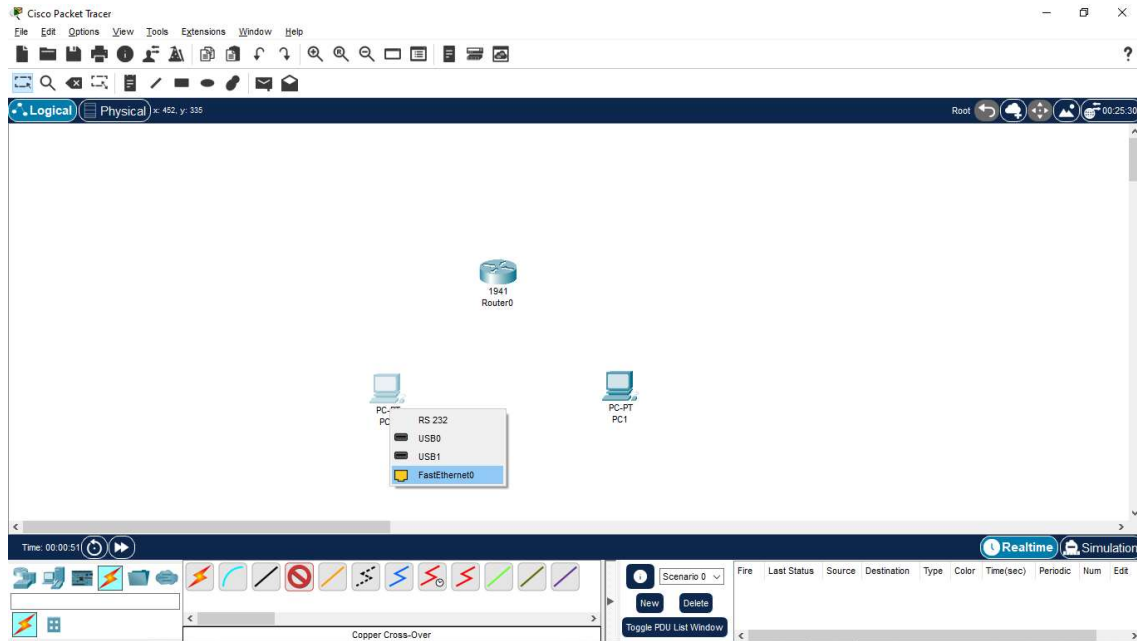 Cisco Packet Tracer
File Edit Options View Tools Extensions Window Help
?
Logical Physical x: 452, y: 335 Root 00:25:30
1941
Router0
PC-PT
PC
PC-PT
PC1
RS 232
USB0
USB1
FastEthernet0
Time: 00:00:51 Realtime Simulation
Scenario 0 Fire Last Status Source Destination Type Color Time(sec) Periodic Num Edit
New Delete
Toggle PDU List Window
Copper Cross-Over